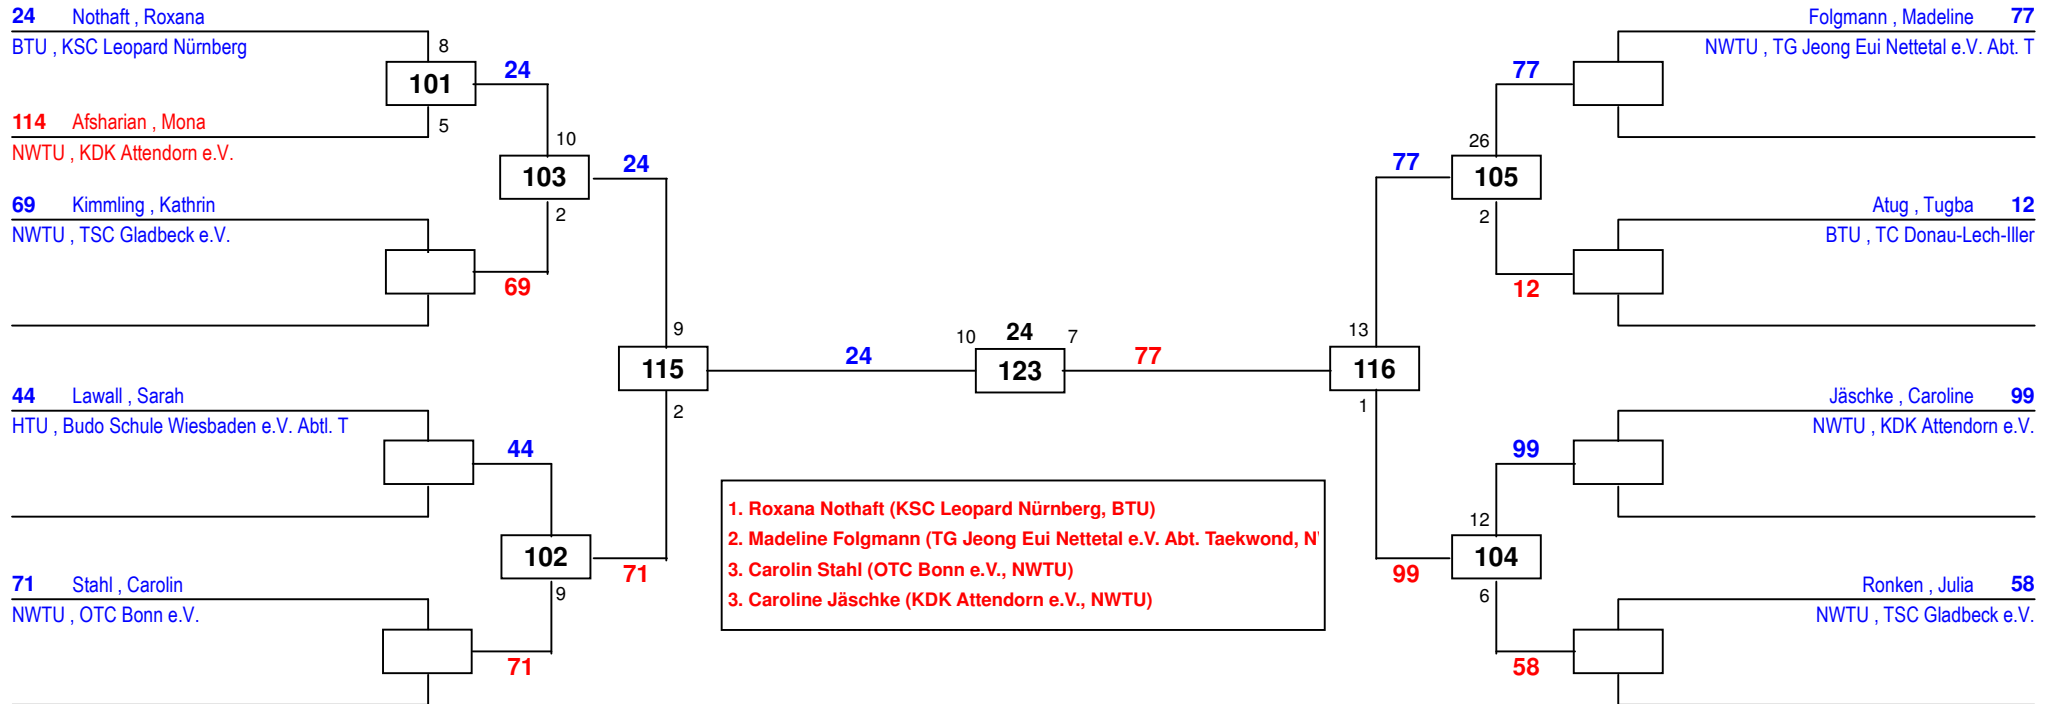 24 Nothaft , Roxana
BTU , KSC Leopard Nürnberg
8
101
24
5
114 Afsharian , Mona
NWTU , KDK Attendorn e.V.
10
103
24
2
69 Kimmling , Kathrin
NWTU , TSC Gladbeck e.V.
69
9
115
24
2
44 Lawall , Sarah
HTU , Budo Schule Wiesbaden e.V. Abtl. T
44
102
71
9
71 Stahl , Carolin
NWTU , OTC Bonn e.V.
71
10 24 7
123
77
1. Roxana Nothaft (KSC Leopard Nürnberg, BTU)
2. Madeline Folgmann (TG Jeong Eui Nettetal e.V. Abt. Taekwond, N
3. Carolin Stahl (OTC Bonn e.V., NWTU)
3. Caroline Jäschke (KDK Attendorn e.V., NWTU)
Folgmann , Madeline 77
NWTU , TG Jeong Eui Nettetal e.V. Abt. T
77
26
77
105
2
Atug , Tugba 12
BTU , TC Donau-Lech-Iller
12
13
116
1
Jäschke , Caroline 99
NWTU , KDK Attendorn e.V.
99
12
104
99
6
Ronken , Julia 58
NWTU , TSC Gladbeck e.V.
58